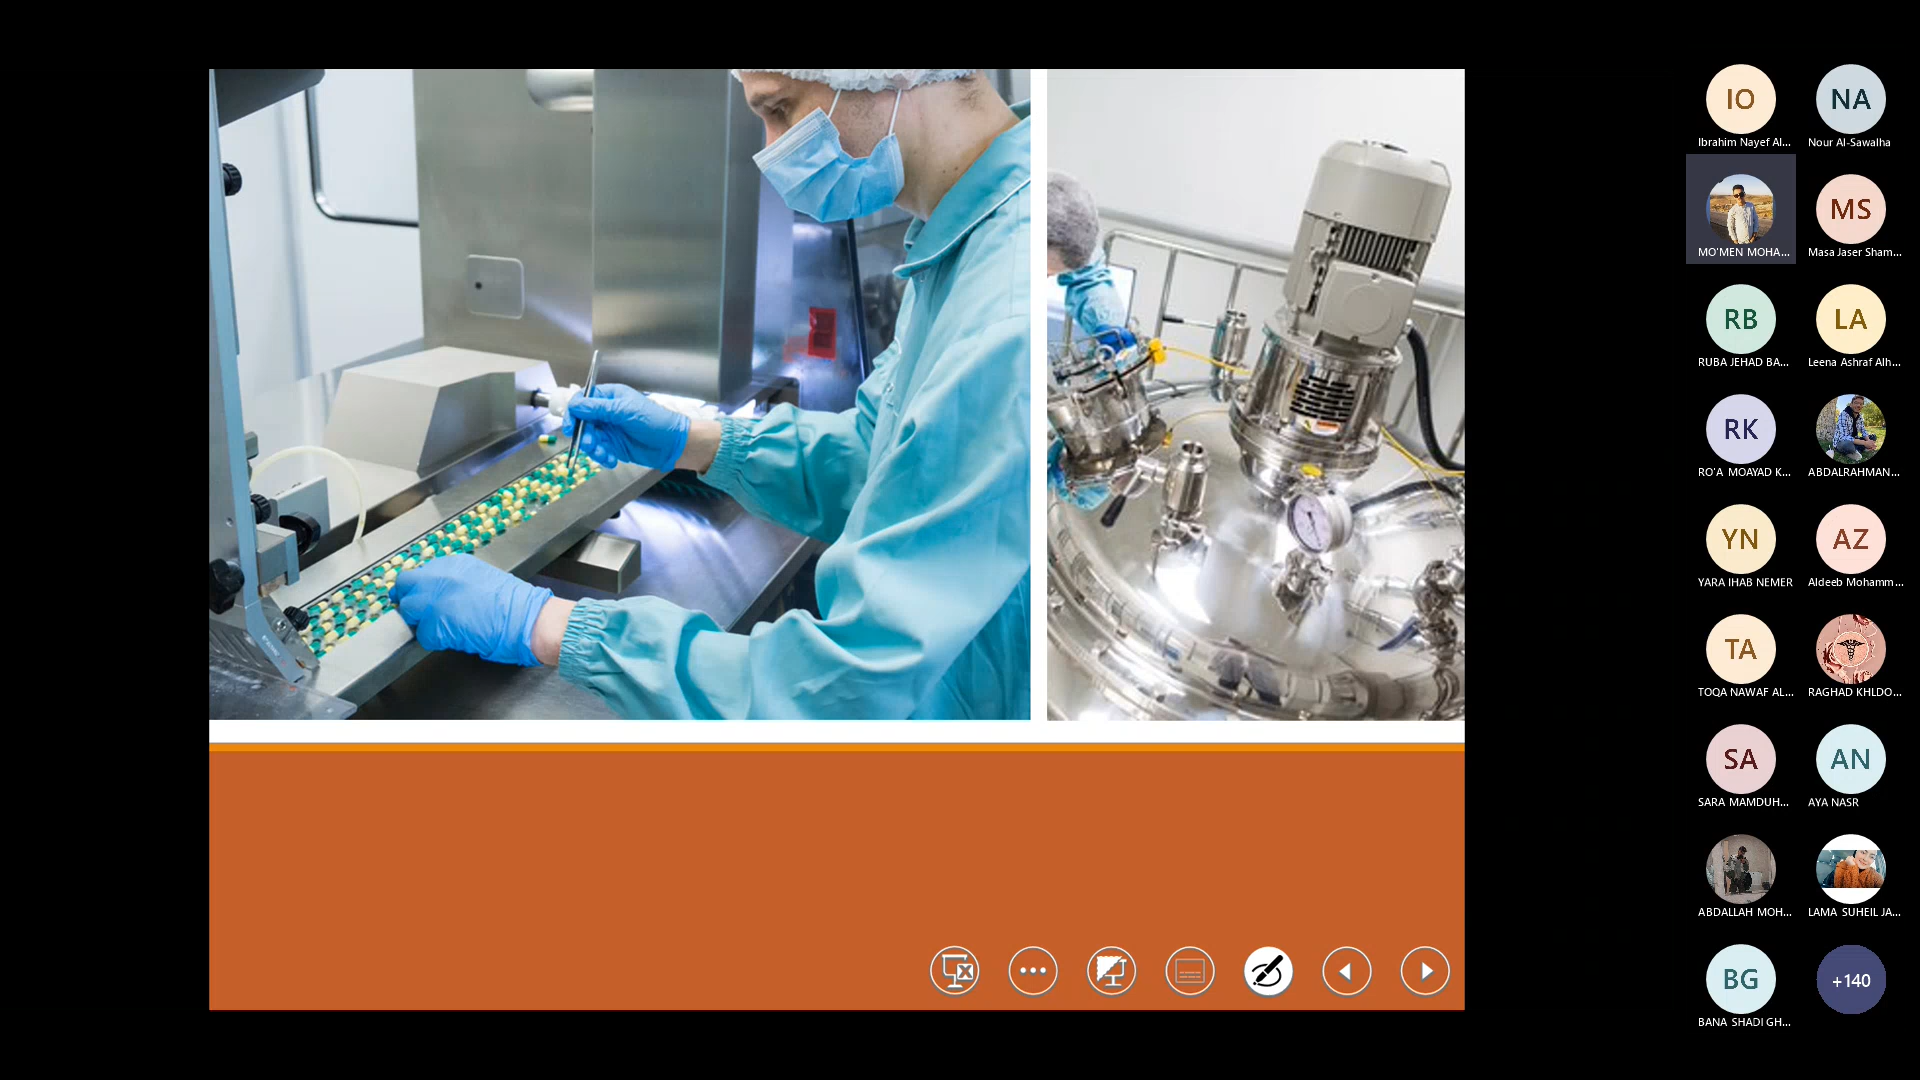 IO
NA
Ibrahim Nayef Al...
Nour Al-Sawalha
MO'MEN MOHA...
MS
Masa Jaser Sham...
RB
LA
RUBA JEHAD BA...
Leena Ashraf Alh...
RK
RO'A MOAYAD K...
ABDALRAHMAN...
YN
AZ
YARA IHAB NEMER
Aldeeb Mohamm...
TA
TOQA NAWAF AL...
RAGHAD KHLDO...
SA
AN
SARA MAMDUH...
AYA NASR
ABDALLAH MOH...
LAMA SUHEIL JA...
BG
+140
BANA SHADI GH...